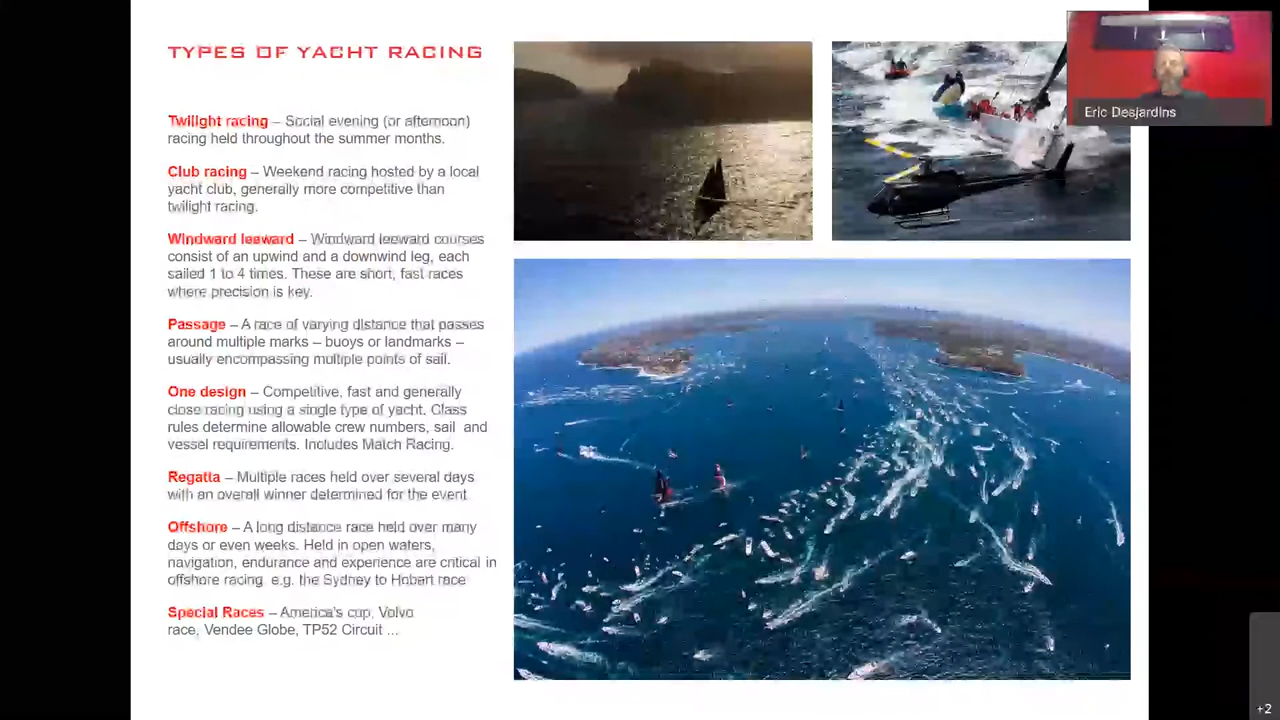 TYPES OF YACHT RACING
Twilight racing – Social evening (or afternoon)
racing held throughout the summer months.
Club racing – Weekend racing hosted by a local
yacht club, generally more competitive than
twilight racing.
Windward leeward – Windward leeward courses
consist of an upwind and a downwind leg, each
sailed 1 to 4 times. These are short, fast races
where precision is key.
Passage – A race of varying distance that passes
around multiple marks – buoys or landmarks –
usually encompassing multiple points of sail.
One design – Competitive, fast and generally
close racing using a single type of yacht. Class
rules determine allowable crew numbers, sail and
vessel requirements. Includes Match Racing.
Regatta – Multiple races held over several days
with an overall winner determined for the event
Offshore – A long distance race held over many
days or even weeks. Held in open waters,
navigation, endurance and experience are critical in
offshore racing e.g. the Sydney to Hobart race
Special Races – America's cup, Volvo
race, Vendee Globe, TP52 Circuit ...
Eric Desjardins
+2